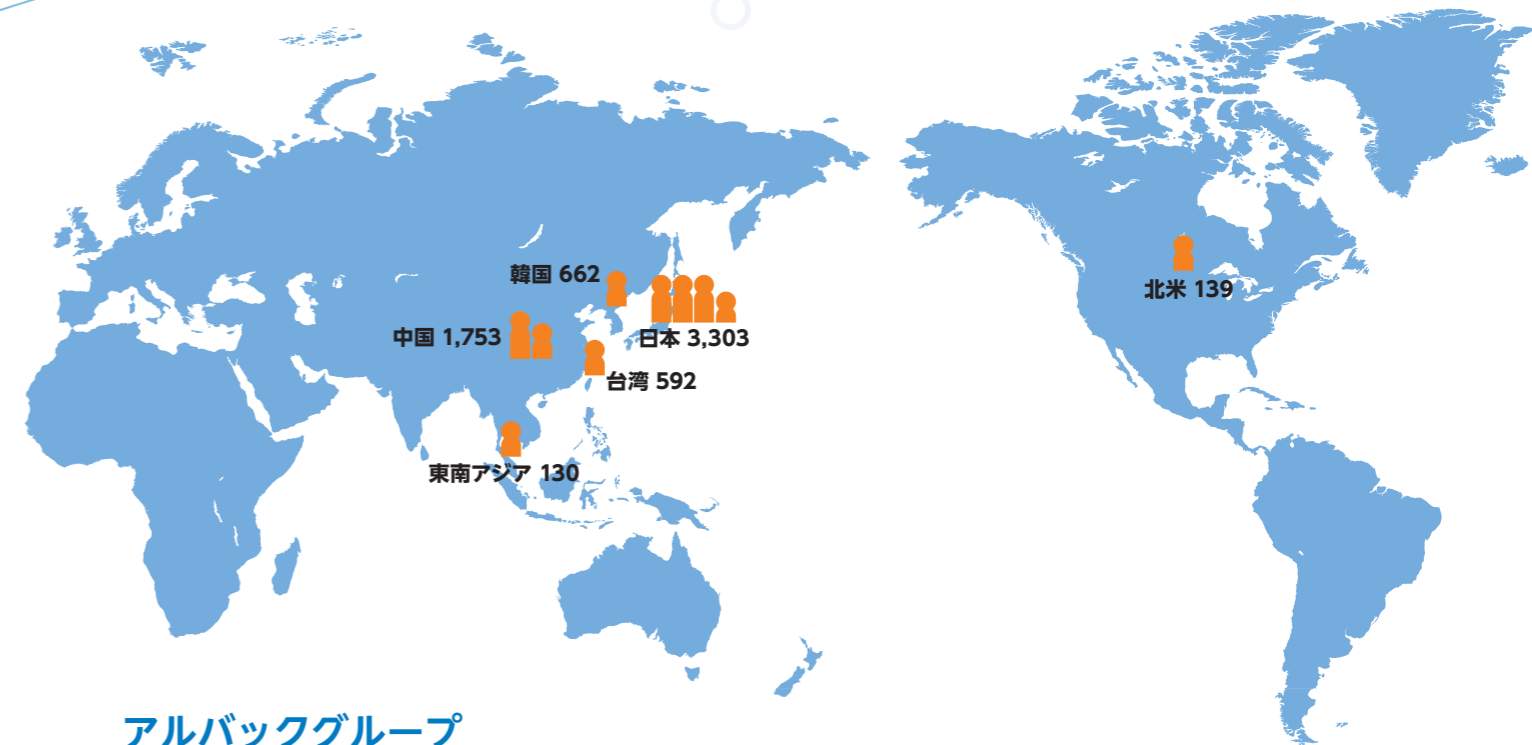 韓国 662
中国 1,753
日本 3,303
台湾 592
東南アジア 130
北米 139
アルバックグループ